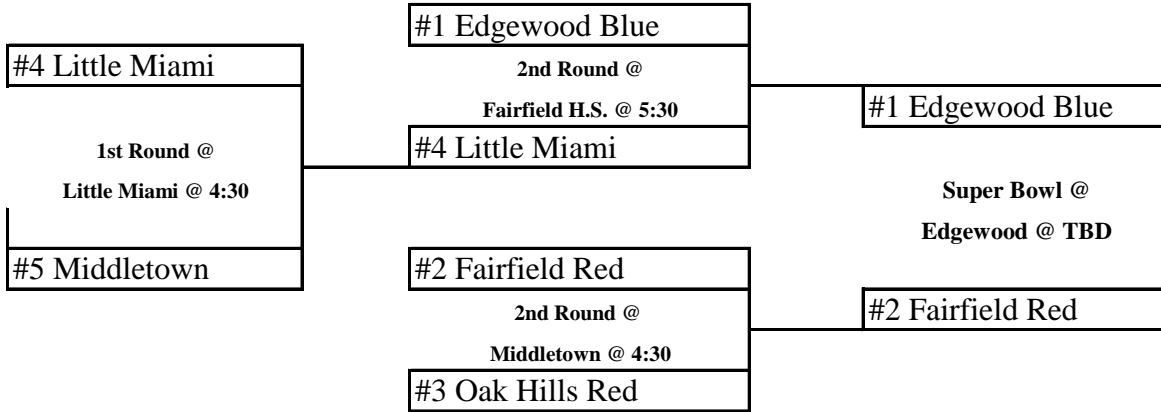 #4 Little Miami
1st Round @
Little Miami @ 4:30
#5 Middletown
#1 Edgewood Blue
2nd Round @
Fairfield H.S. @ 5:30
#4 Little Miami
#2 Fairfield Red
2nd Round @
Middletown @ 4:30
#3 Oak Hills Red
#1 Edgewood Blue
Super Bowl @
Edgewood @ TBD
#2 Fairfield Red